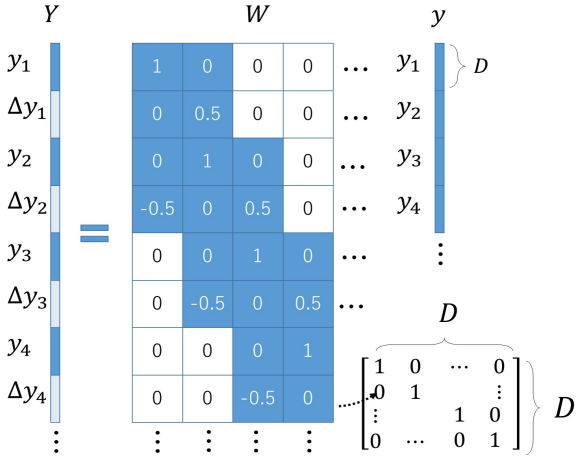 Y W y
y₁ 1 0 0 0 ⋯ y₁ D
Δy₁ 0 0.5 0 0 ⋯ y₂
y₂ 0 1 0 0 ⋯ y₃
Δy₂ -0.5 0 0.5 0 ⋯ y₄
= 
y₃ 0 0 1 0 ⋯ ⋮
Δy₃ 0 -0.5 0 0.5 ⋯
D
y₄ 0 0 0 1
Δy₄ 0 0 -0.5 0
1 0 ⋯ 0
0 1 ⋮
⋮ 1 0
0 ⋯ 0 1
D
⋮ ⋮ ⋮ ⋮ ⋮